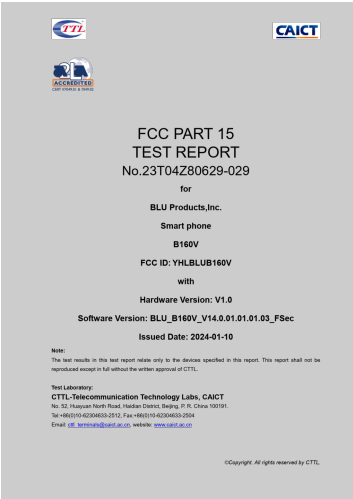 CTTL
CAICT
ACCREDITED
FCC PART 15
TEST REPORT
No.23T04Z80629-029
for
BLU Products,Inc.
Smart phone
B160V
FCC ID: YHLBLUB160V
with
Hardware Version: V1.0
Software Version: BLU_B160V_V14.0.01.01.01.03_FSec
Issued Date: 2024-01-10
Note:
The test results in this test report relate only to the devices specified in this report. This report shall not be
reproduced except in full without the written approval of CTTL.
Test Laboratory:
CTTL-Telecommunication Technology Labs, CAICT
No. 52, Huayuan North Road, Haidian District, Beijing, P. R. China 100191.
Tel:+86(0)10-62304633-2512, Fax:+86(0)10-62304633-2504
Email: cttl_terminals@caict.ac.cn, website: www.caict.ac.cn
©Copyright. All rights reserved by CTTL.